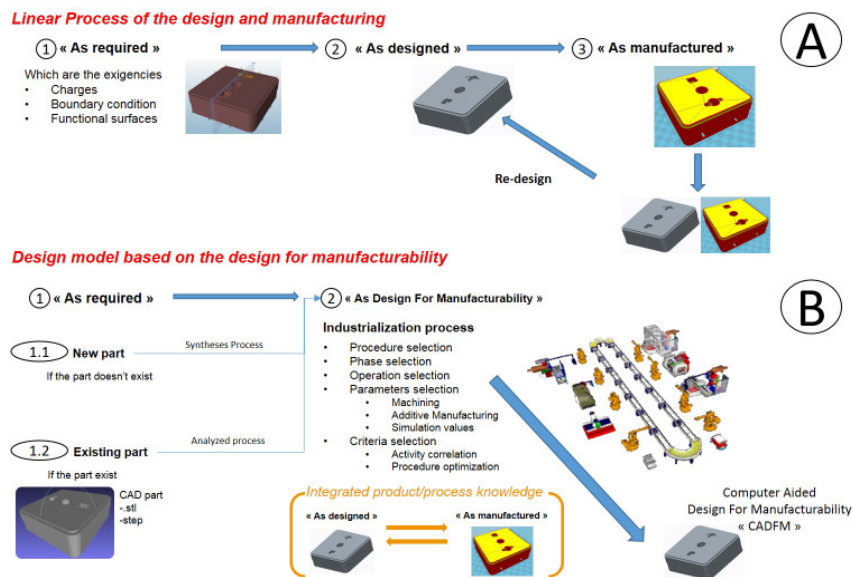 Linear Process of the design and manufacturing
A
1 « As required »
2 « As designed »
3 « As manufactured »
Which are the exigencies
• Charges
• Boundary condition
• Functional surfaces
Re-design
Design model based on the design for manufacturability
B
1 « As required »
2 « As Design For Manufacturability »
1.1 New part
Syntheses Process
If the part doesn't exist
Industrialization process
• Procedure selection
• Phase selection
• Operation selection
• Parameters selection
• Machining
• Additive Manufacturing
• Simulation values
• Criteria selection
• Activity correlation
• Procedure optimization
1.2 Existing part
Analyzed process
If the part exist
CAD part
-.stl
-step
Integrated product/process knowledge
« As designed »
« As manufactured »
Computer Aided
Design For Manufacturability
« CADFM »